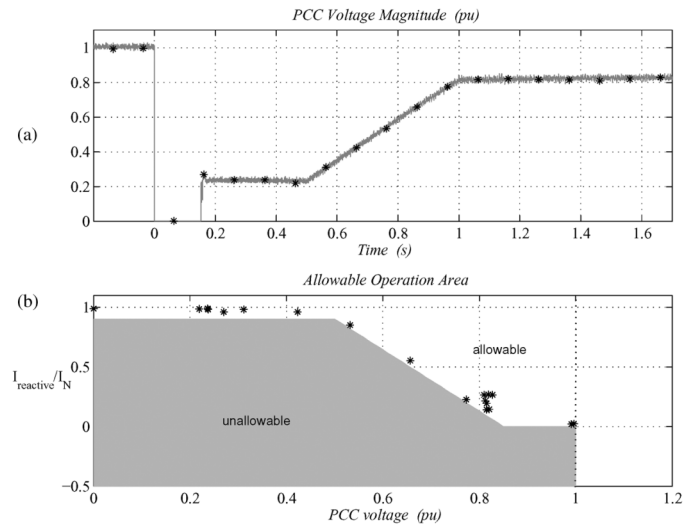 PCC Voltage Magnitude (pu)
(a)
1
0.8
0.6
0.4
0.2
0
0 0.2 0.4 0.6 0.8 1 1.2 1.4 1.6
Time (s)
(b)
Allowable Operation Area
1
allowable
0.5
I reactive/I N
unallowable
0
−0.5
0 0.2 0.4 0.6 0.8 1 1.2
PCC voltage (pu)